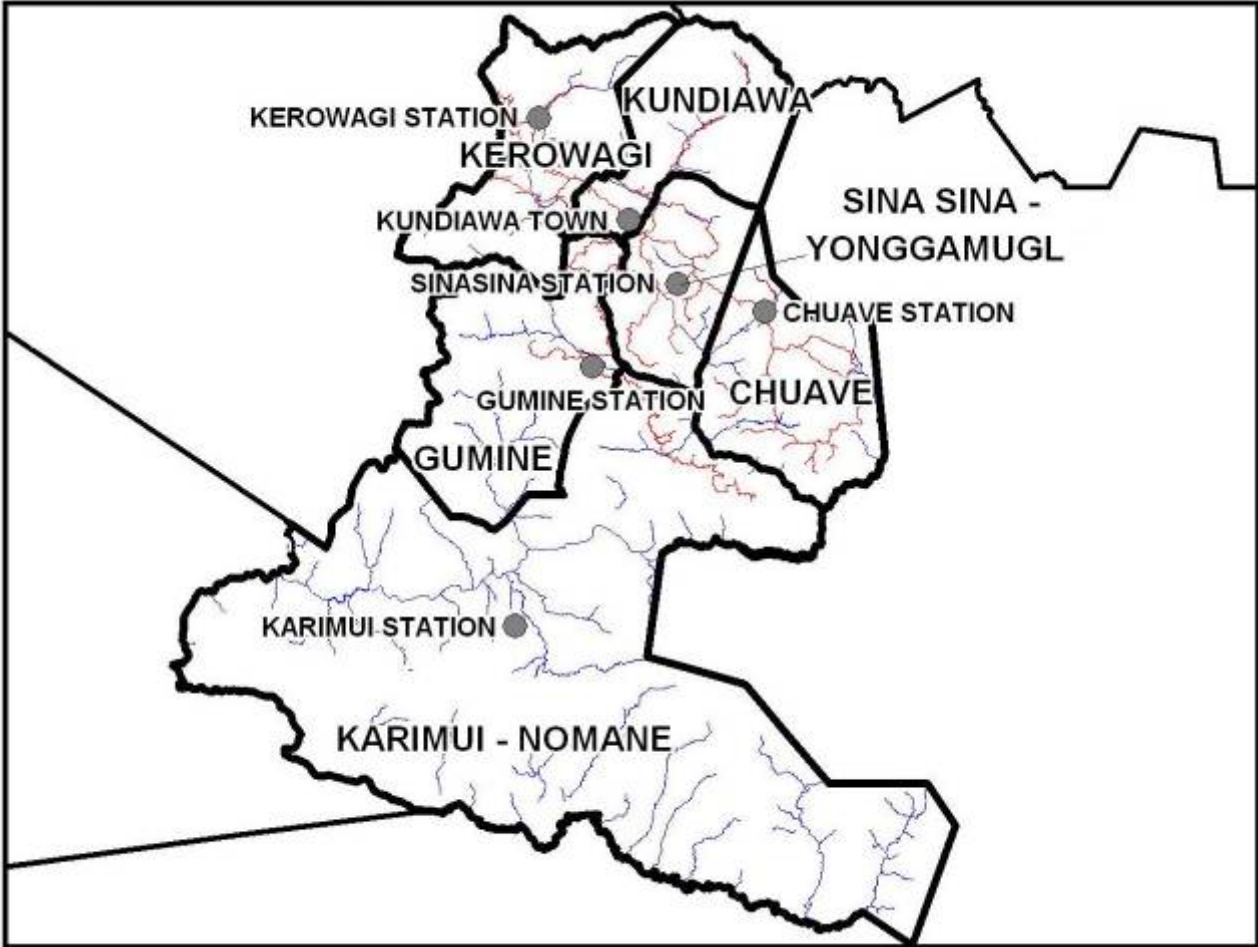 KUNDIAWA
KEROWAGI STATION
KEROWAGI
SINA SINA -
YONGGAMUGL
KUNDIAWA TOWN
SINASINA STATION
CHUAVE STATION
CHUAVE
GUMINE STATION
GUMINE
KARIMUI STATION
KARIMUI - NOMANE